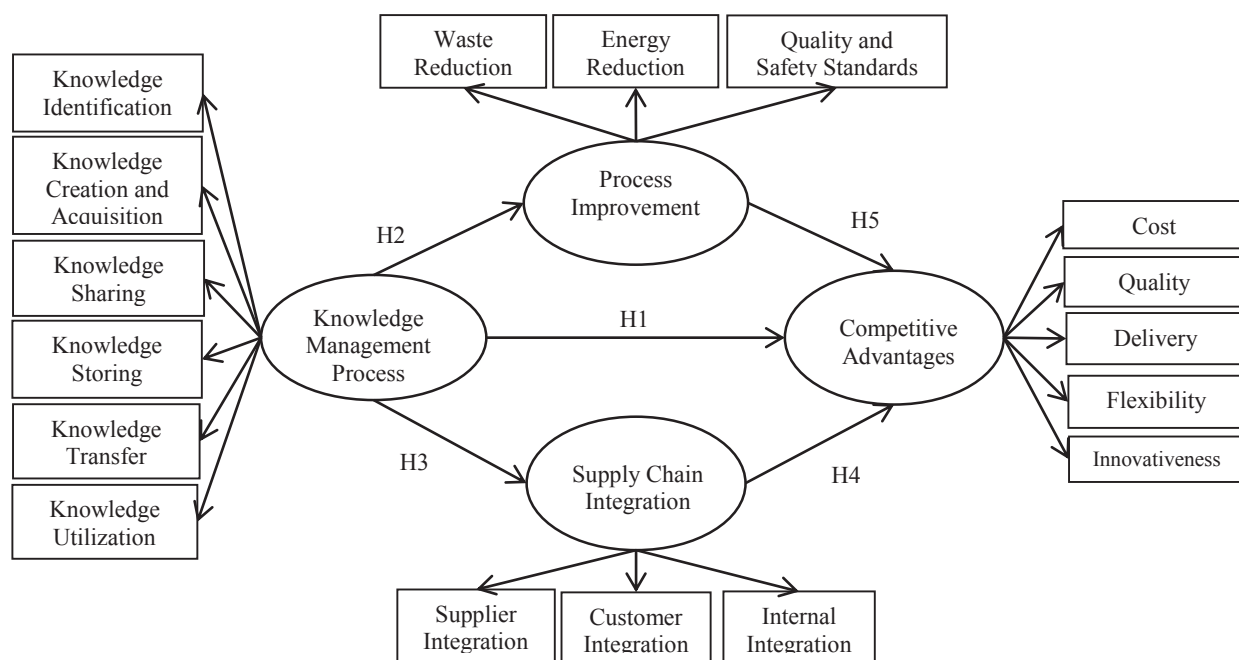 Waste
Reduction
Energy
Reduction
Quality and
Safety Standards
Knowledge
Identification
Knowledge
Creation and
Acquisition
Knowledge
Sharing
Knowledge
Storing
Knowledge
Transfer
Knowledge
Utilization
Process
Improvement
H2
H5
Knowledge
Management
Process
H1
Competitive
Advantages
H3
H4
Supply Chain
Integration
Cost
Quality
Delivery
Flexibility
Innovativeness
Supplier
Integration
Customer
Integration
Internal
Integration